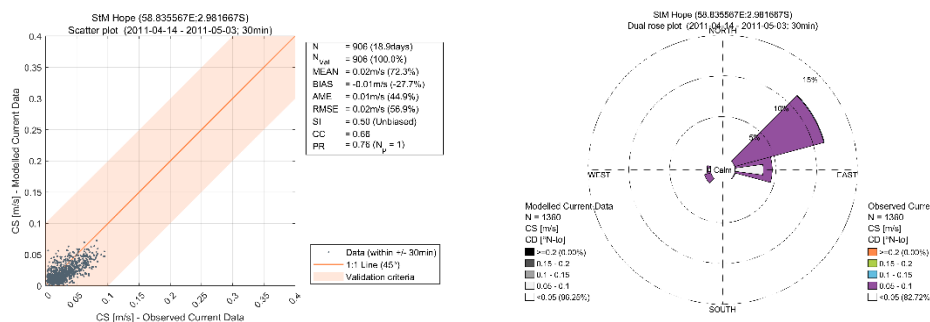 StM Hope (58.835567E:2.981667S)
Scatter plot (2011-04-14 - 2011-05-03; 30min)
CS [m/s] - Modelled Current Data
0.4
0.35
0.3
0.25
0.2
0.15
0.1
0.05
0
0
0.05
0.1
0.15
0.2
0.25
0.3
0.35
0.4
CS [m/s] - Observed Current Data
N = 906 (18.9days)
Nval = 906 (100.0%)
MEAN = 0.02m/s (72.3%)
BIAS = -0.01m/s (-27.7%)
AME = 0.01m/s (44.9%)
RMSE = 0.02m/s (56.9%)
SI = 0.50 (Unbiased)
CC = 0.66
PR = 0.76 (Np = 1)
Data (within +/- 30min)
1:1 Line (45°)
Validation criteria
StM Hope (58.835567E:2.981667S)
Dual rose plot (2011-04-14 - 2011-05-03; 30min)
NORTH
15%
10%
5%
WEST
Calm
EAST
SOUTH
Modelled Current Data
N = 1360
CS [m/s]
CD [°N-to]
>=0.2 (0.00%)
0.15 - 0.2
0.1 - 0.15
0.05 - 0.1
<0.05 (96.25%)
Observed Curre
N = 1360
CS [m/s]
CD [°N-to]
>=0.2 (0.00%)
0.15 - 0.2
0.1 - 0.15
0.05 - 0.1
<0.05 (82.72%